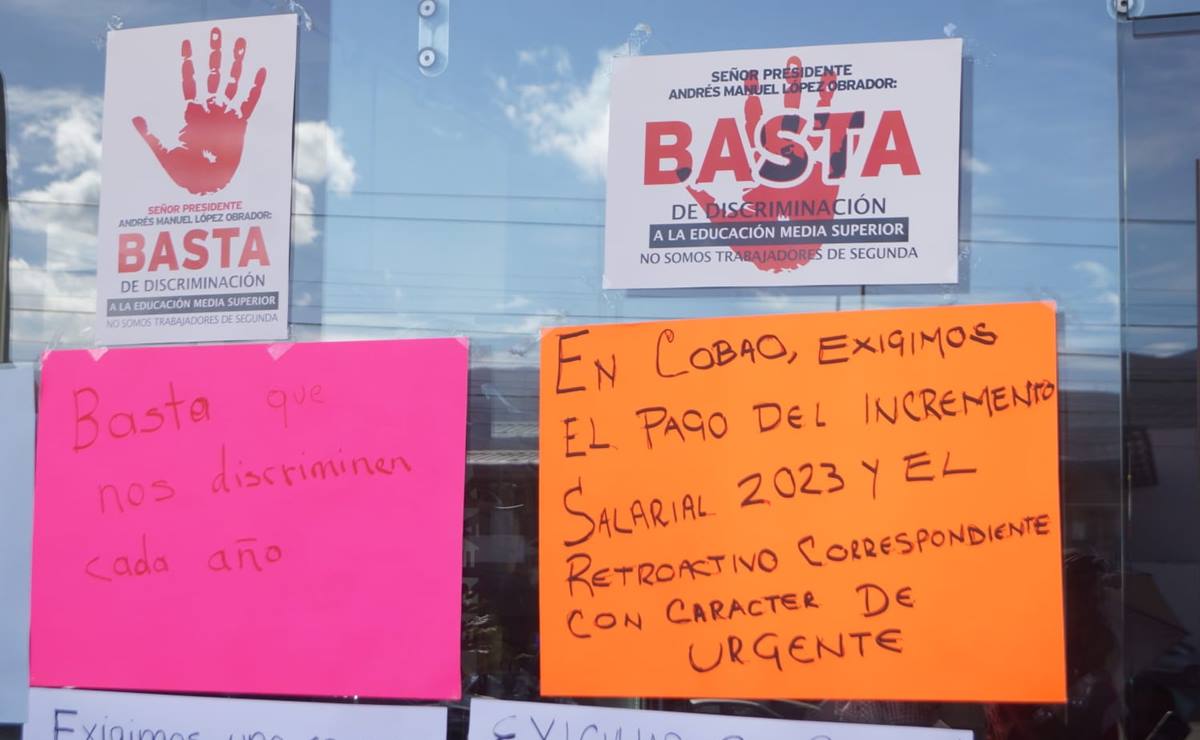 SEÑOR PRESIDENTE
ANDRÉS MANUEL LÓPEZ OBRADOR:
BASTA
DE DISCRIMINACIÓN
A LA EDUCACIÓN MEDIA SUPERIOR
NO SOMOS TRABAJADORES DE SEGUNDA
SEÑOR PRESIDENTE
ANDRÉS MANUEL LÓPEZ OBRADOR:
BASTA
DE DISCRIMINACIÓN
A LA EDUCACIÓN MEDIA SUPERIOR
NO SOMOS TRABAJADORES DE SEGUNDA
Basta que
nos discriminen
cada año
EN COBAO, EXIGIMOS
EL PAGO DEL INCREMENTO
SALARIAL 2023 Y EL
RETROACTIVO CORRESPONDIENTE
CON CARACTER DE
URGENTE
Exigimos